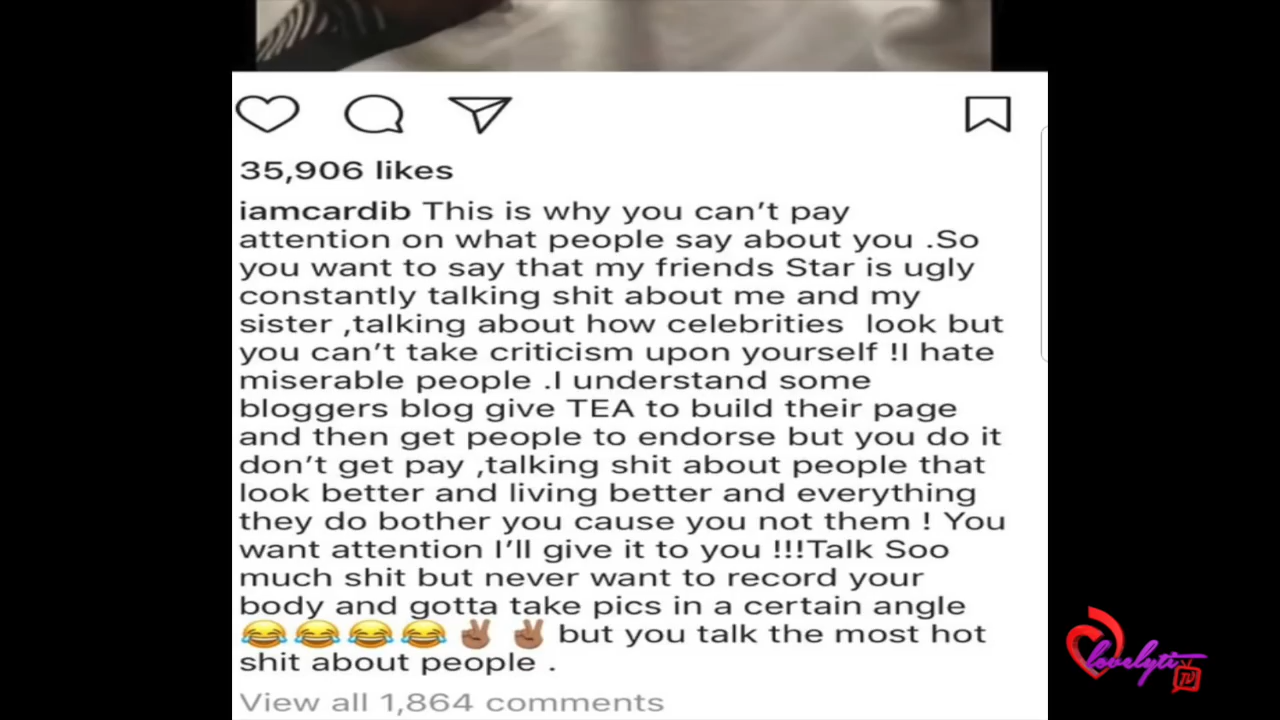 35,906 likes
iamcardib This is why you can't pay
attention on what people say about you .So
you want to say that my friends Star is ugly
constantly talking shit about me and my
sister ,talking about how celebrities  look but
you can't take criticism upon yourself !I hate
miserable people .I understand some
bloggers blog give TEA to build their page
and then get people to endorse but you do it
don't get pay ,talking shit about people that
look better and living better and everything
they do bother you cause you not them ! You
want attention I'll give it to you !!!Talk Soo
much shit but never want to record your
body and gotta take pics in a certain angle
😂😂😂😂✌🏾✌🏾 but you talk the most hot
shit about people .
View all 1,864 comments
lovelyti
TV